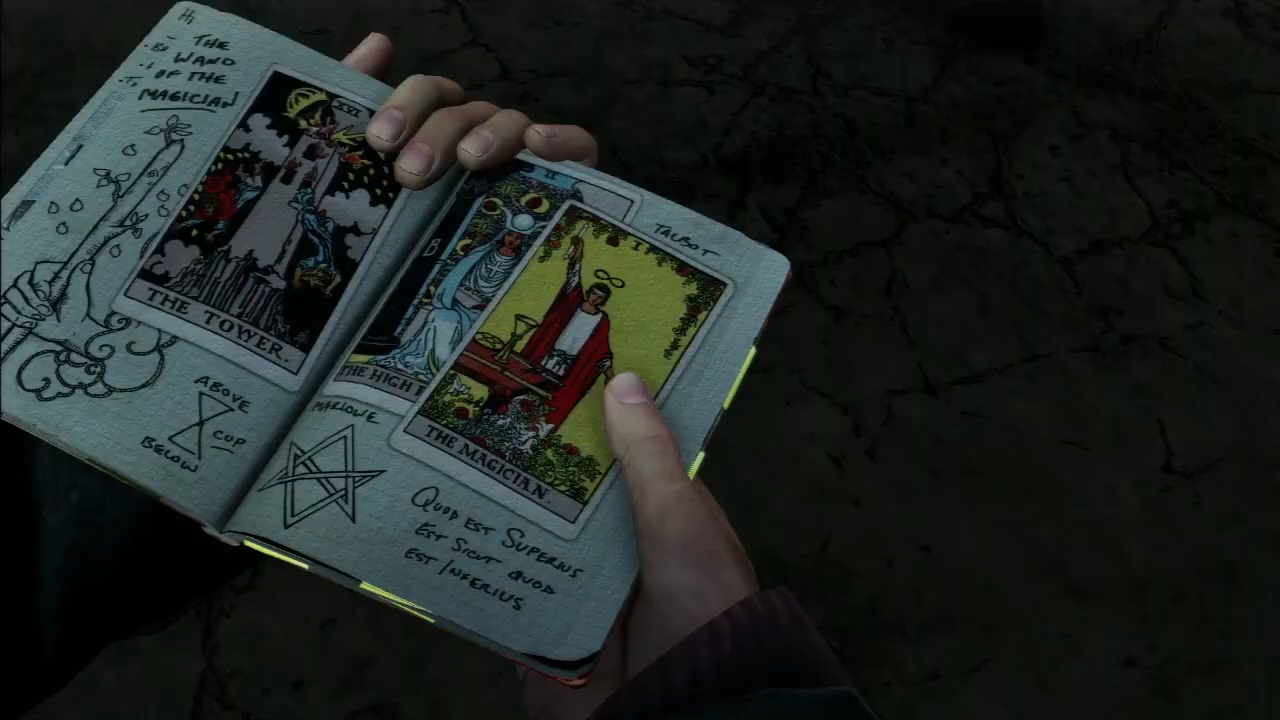 THE
WAND
OF THE
MAGICIAN
XVI
THE TOWER.
ABOVE
CUP
BELOW
II
B
THE HIGH
I
TALBOT
THE MAGICIAN.
MARLOWE
QUOD EST SUPERIUS
EST SICUT QUOD
EST INFERIUS